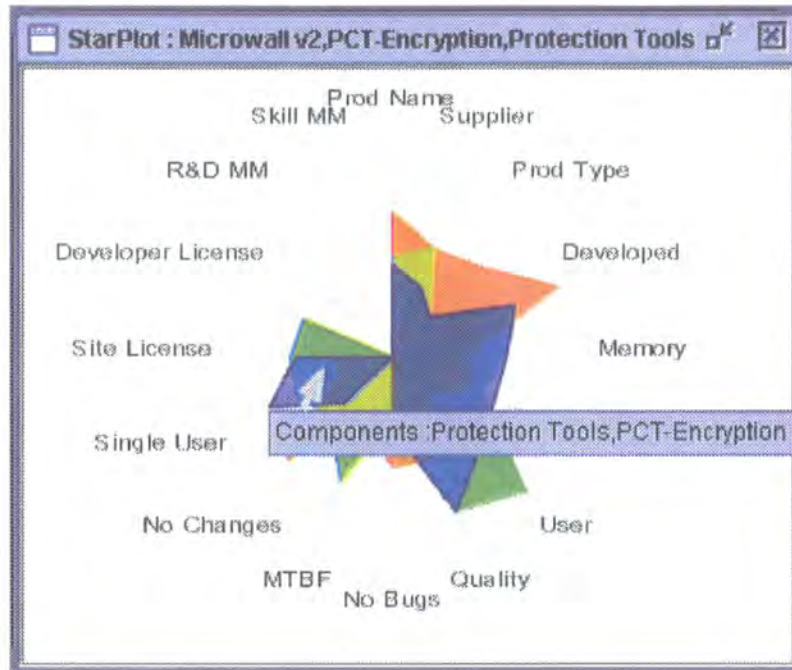 StarPlot : Microwall v2,PCT-Encryption,Protection Tools
Prod Name
Skill MM
Supplier
R&D MM
Prod Type
Developer License
Developed
Site License
Memory
Components :Protection Tools,PCT-Encryption
Single User
No Changes
User
MTBF
Quality
No Bugs